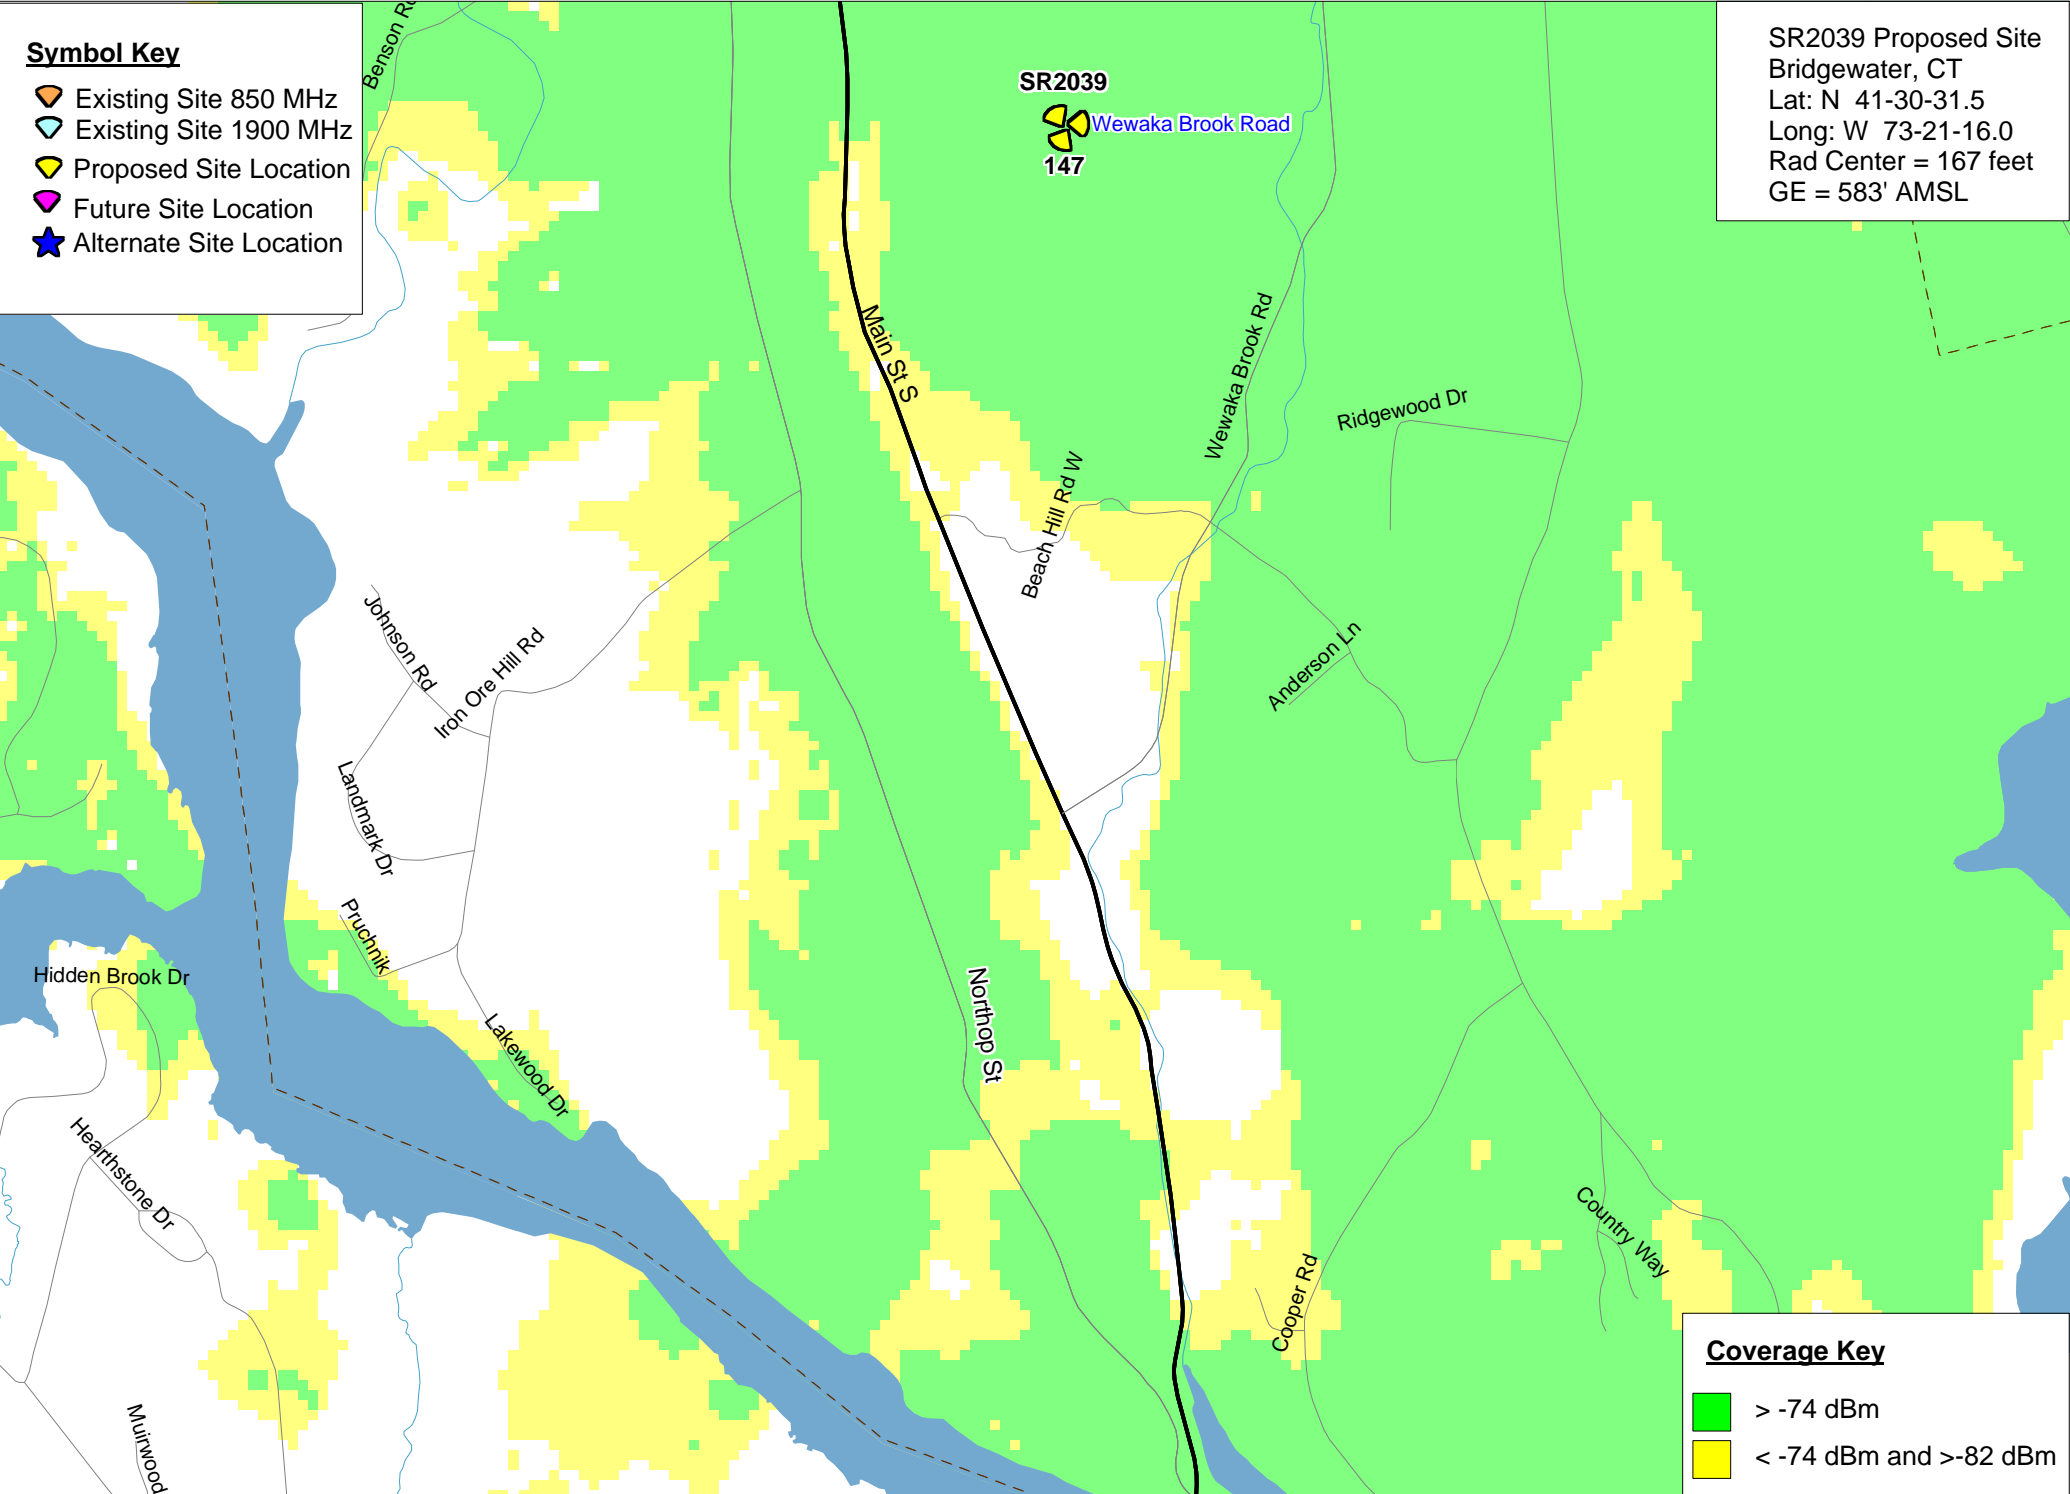 Symbol Key
Existing Site 850 MHz
Existing Site 1900 MHz
Proposed Site Location
Future Site Location
Alternate Site Location
Benson Rd
SR2039
Wewaka Brook Road
147
SR2039 Proposed Site
Bridgewater, CT
Lat: N  41-30-31.5
Long: W  73-21-16.0
Rad Center = 167 feet
GE = 583' AMSL
Main St S
Wewaka Brook Rd
Ridgewood Dr
Beach Hill Rd W
Johnson Rd
Iron Ore Hill Rd
Anderson Ln
Landmark Dr
Pruchnik
Hidden Brook Dr
Northop St
Lakewood Dr
Hearthstone Dr
Country Way
Cooper Rd
Muirwood
Coverage Key
> -74 dBm
< -74 dBm and >-82 dBm